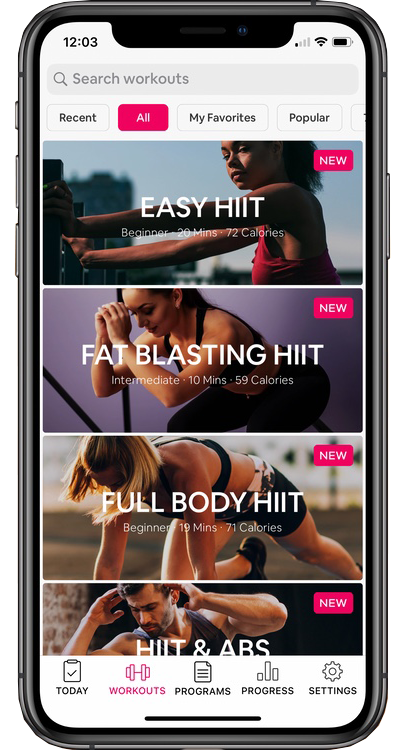 12:03
Search workouts
Recent
All
My Favorites
Popular
NEW
EASY HIIT
Beginner · 20 Mins · 72 Calories
NEW
FAT BLASTING HIIT
Intermediate · 10 Mins · 59 Calories
NEW
FULL BODY HIIT
Beginner · 19 Mins · 71 Calories
NEW
HIIT & ABS
TODAY
WORKOUTS
PROGRAMS
PROGRESS
SETTINGS